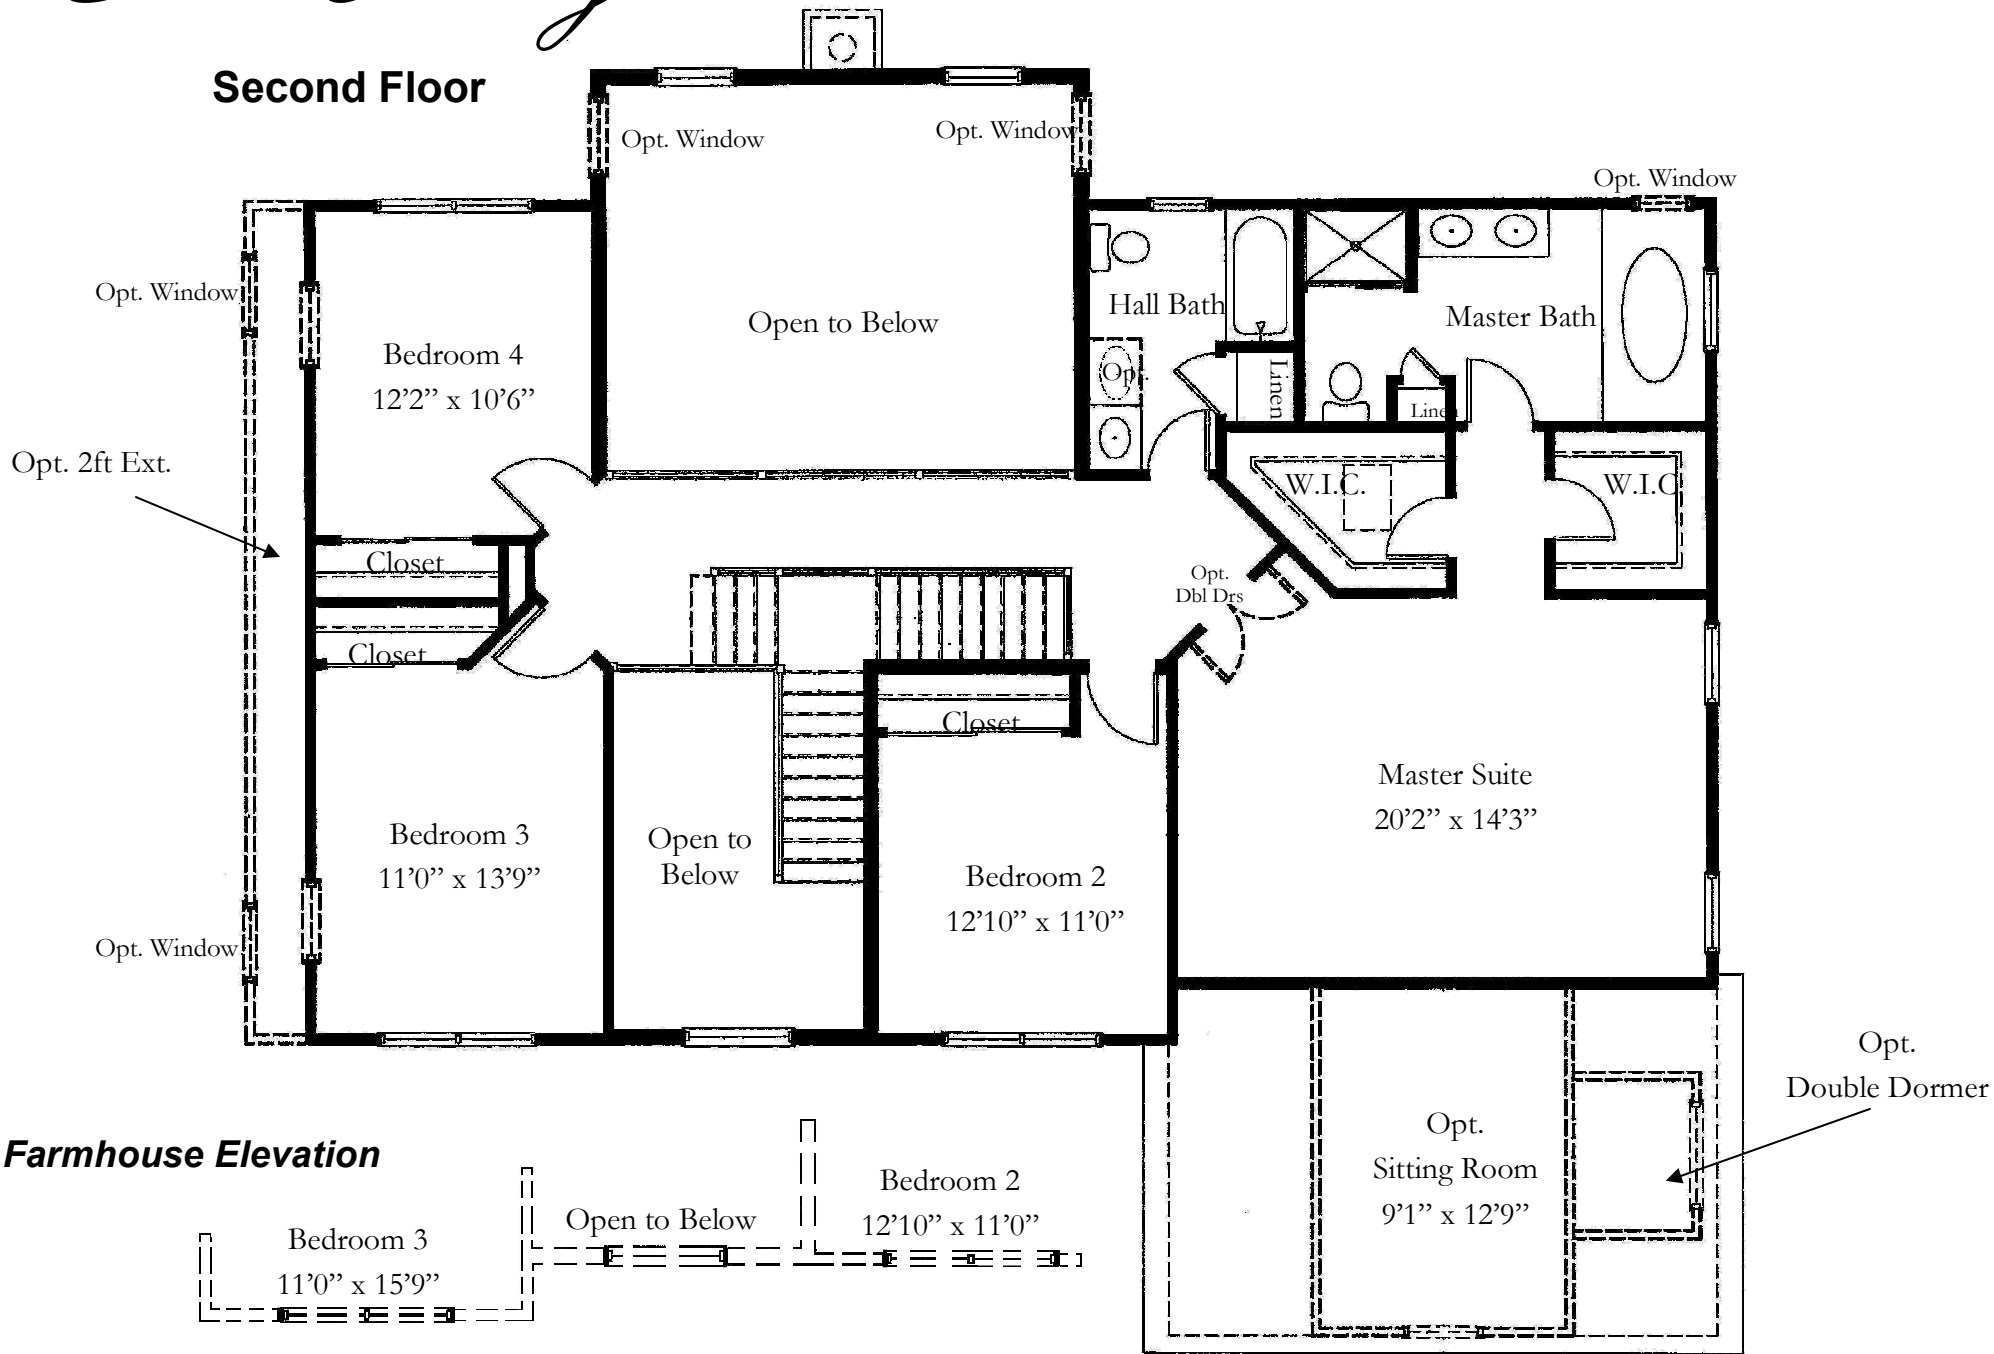 Second Floor
Opt. Window
Opt. Window
Opt. Window
Opt. Window
Hall Bath
Master Bath
Open to Below
Bedroom 4
12’2” x 10’6”
Opt.
Linen
Linen
Opt. 2ft Ext.
W.I.C.
W.I.C
Closet
Opt.
Dbl Drs
Closet
Closet
Master Suite
20’2” x 14’3”
Bedroom 3
11’0” x 13’9”
Open to
Below
Bedroom 2
12’10” x 11’0”
Opt. Window
Opt.
Double Dormer
Opt.
Sitting Room
9’1” x 12’9”
Farmhouse Elevation
Bedroom 3
11’0” x 15’9”
Open to Below
Bedroom 2
12’10” x 11’0”